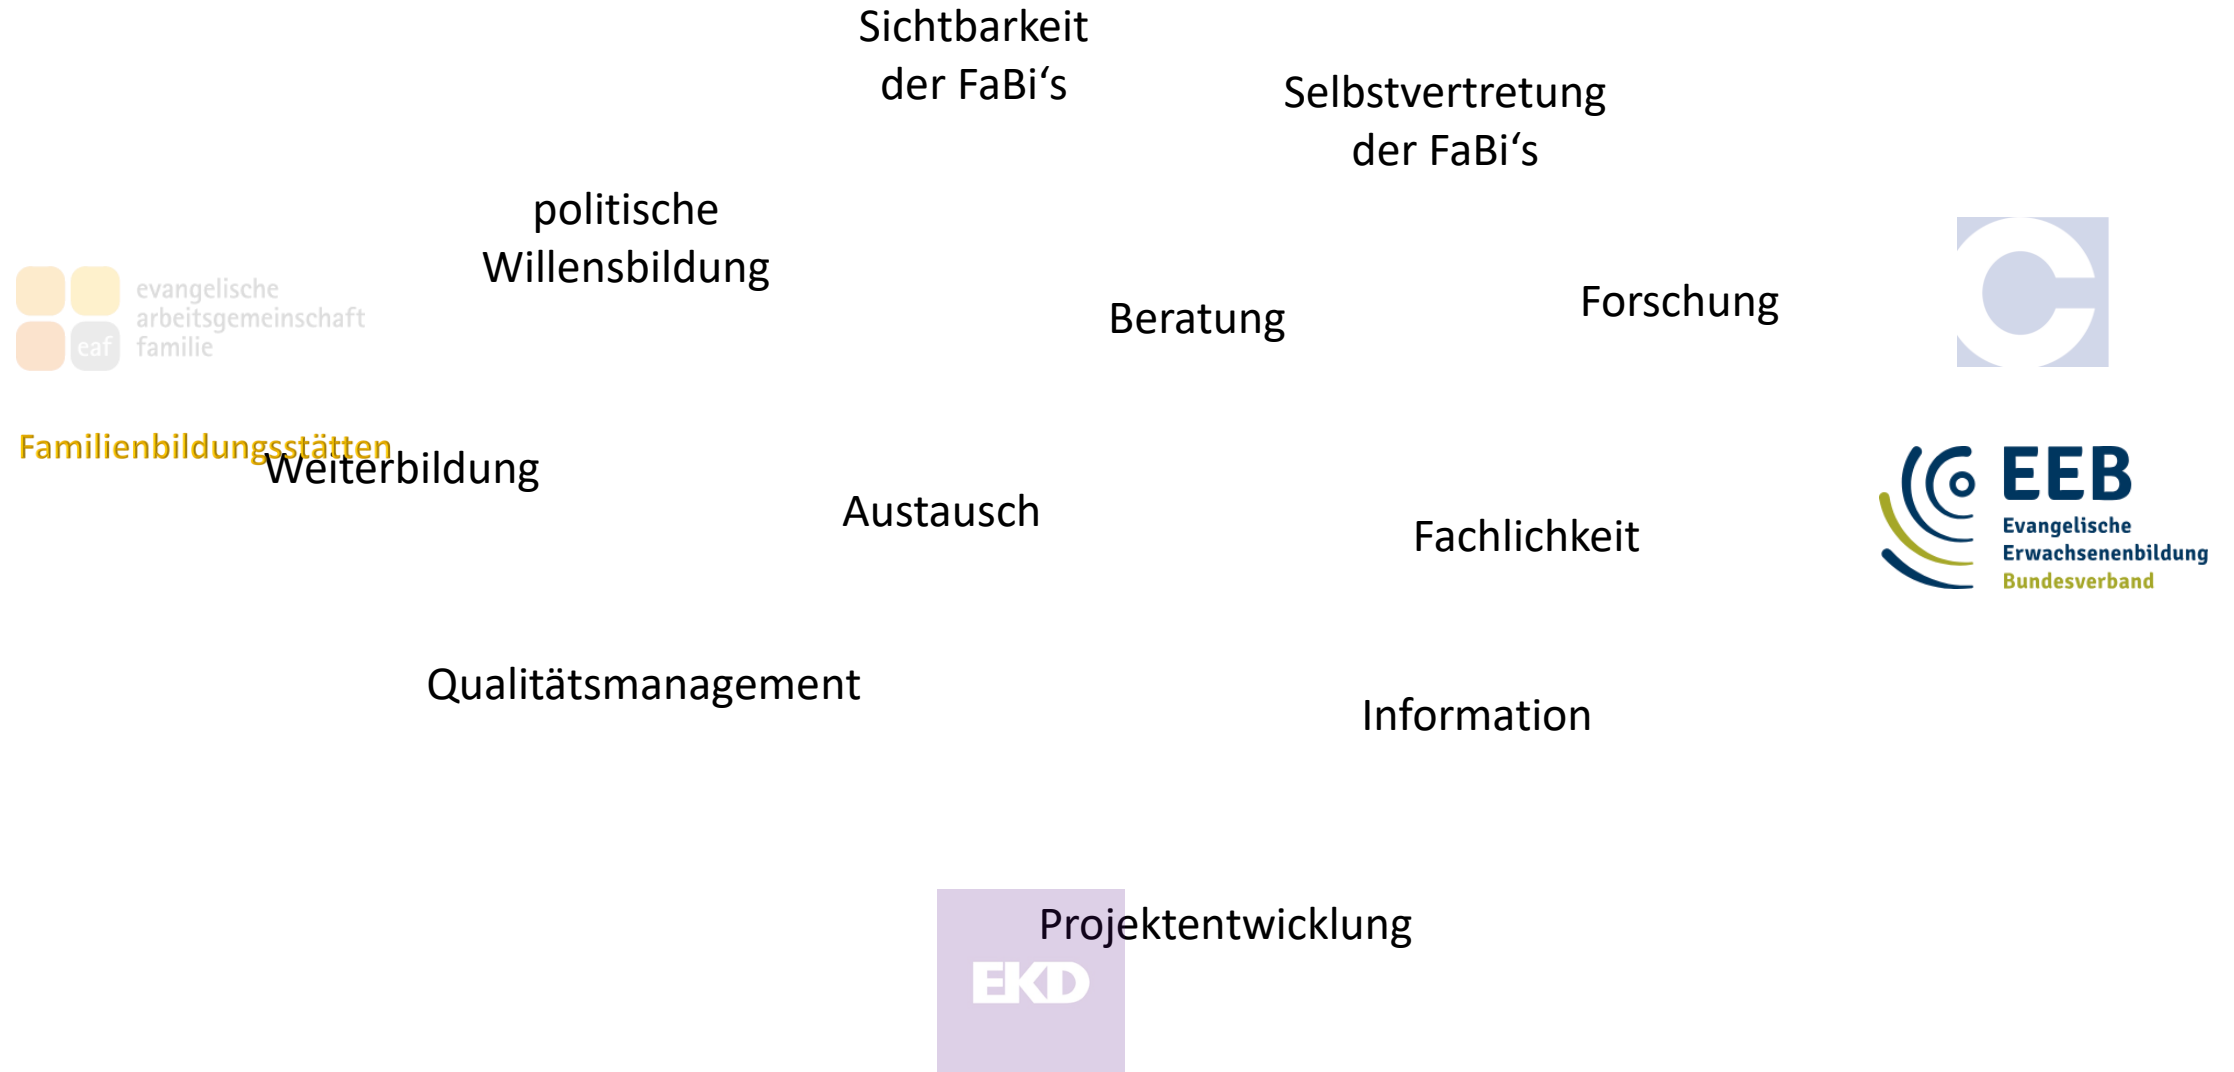 Sichtbarkeit
der FaBi‘s
Selbstvertretung
der FaBi‘s
politische
Willensbildung
evangelische
arbeitsgemeinschaft
familie
eaf
Beratung
Forschung
Familienbildungsstätten
Weiterbildung
Austausch
Fachlichkeit
EEB
Evangelische
Erwachsenenbildung
Bundesverband
Qualitätsmanagement
Information
Projektentwicklung
EKD